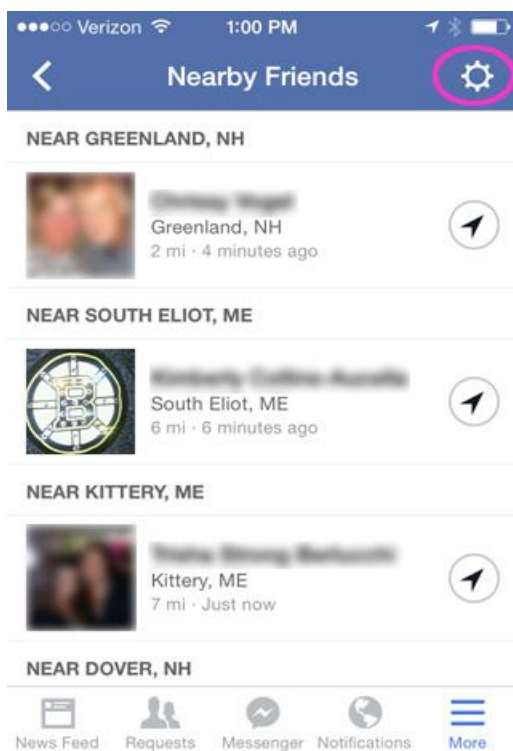 Verizon 1:00 PM
Nearby Friends
NEAR GREENLAND, NH
Greenland, NH
2 mi · 4 minutes ago
NEAR SOUTH ELIOT, ME
South Eliot, ME
6 mi · 6 minutes ago
NEAR KITTERY, ME
Kittery, ME
7 mi · Just now
NEAR DOVER, NH
News Feed Requests Messenger Notifications More